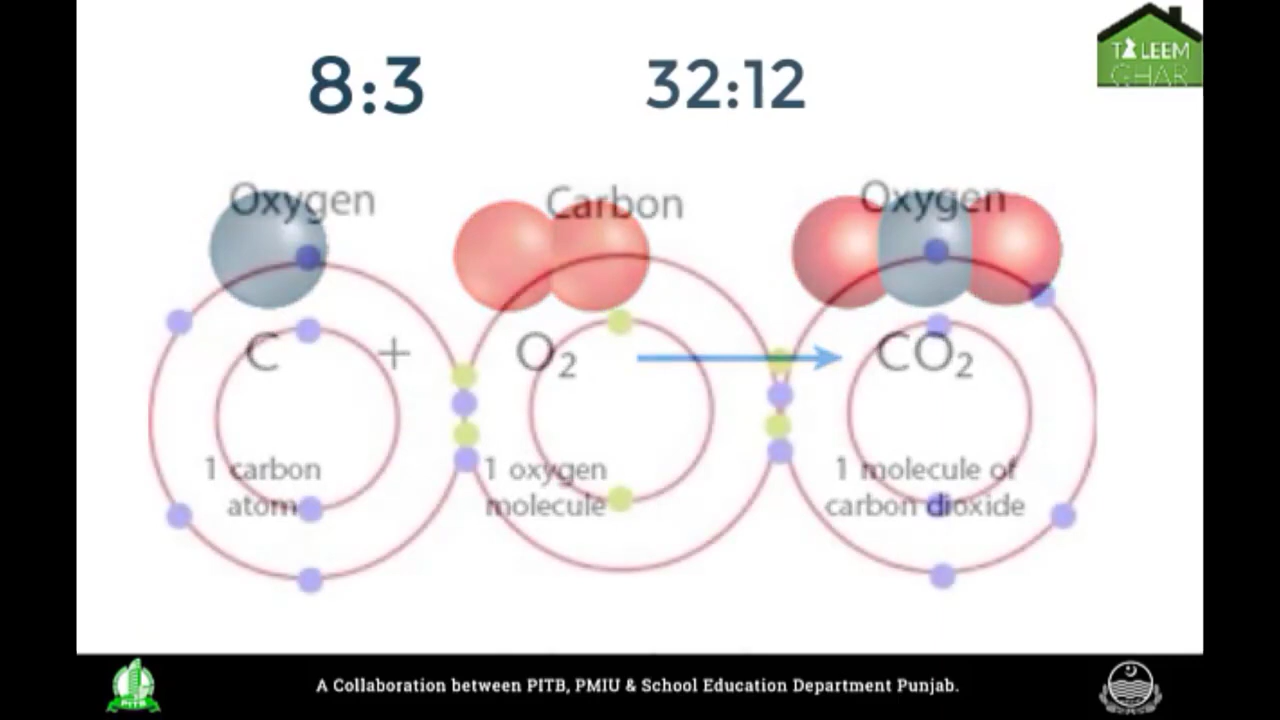 8:3 32:12
TALEEM
GHAR
Oxygen Carbon Oxygen
C + O₂ CO₂
1 carbon
atom
1 oxygen
molecule
1 molecule of
carbon dioxide
PITB
A Collaboration between PITB, PMIU & School Education Department Punjab.